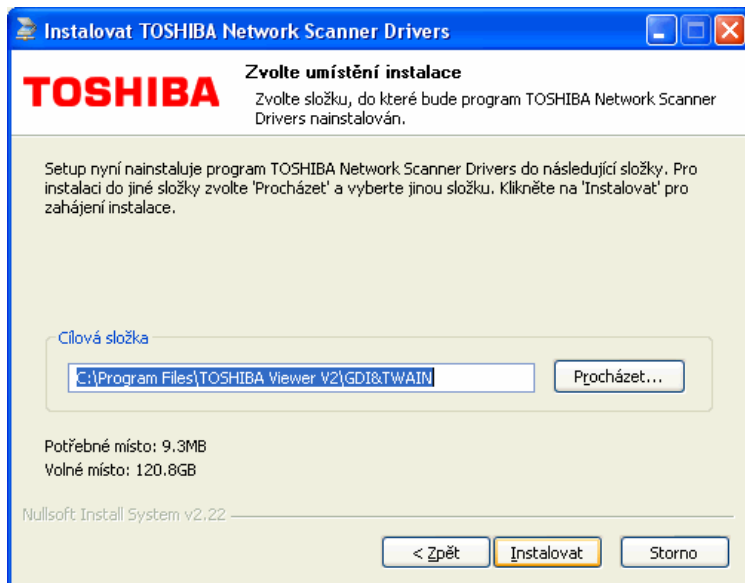 Instalovat TOSHIBA Network Scanner Drivers
TOSHIBA
Zvolte umístění instalace
Zvolte složku, do které bude program TOSHIBA Network Scanner
Drivers nainstalován.
Setup nyní nainstaluje program TOSHIBA Network Scanner Drivers do následující složky. Pro
instalaci do jiné složky zvolte 'Procházet' a vyberte jinou složku. Klikněte na 'Instalovat' pro
zahájení instalace.
Cílová složka
C:\Program Files\TOSHIBA Viewer V2\GDI&TWAIN
Procházet...
Potřebné místo: 9.3MB
Volné místo: 120.8GB
Nullsoft Install System v2.22
< Zpět
Instalovat
Storno